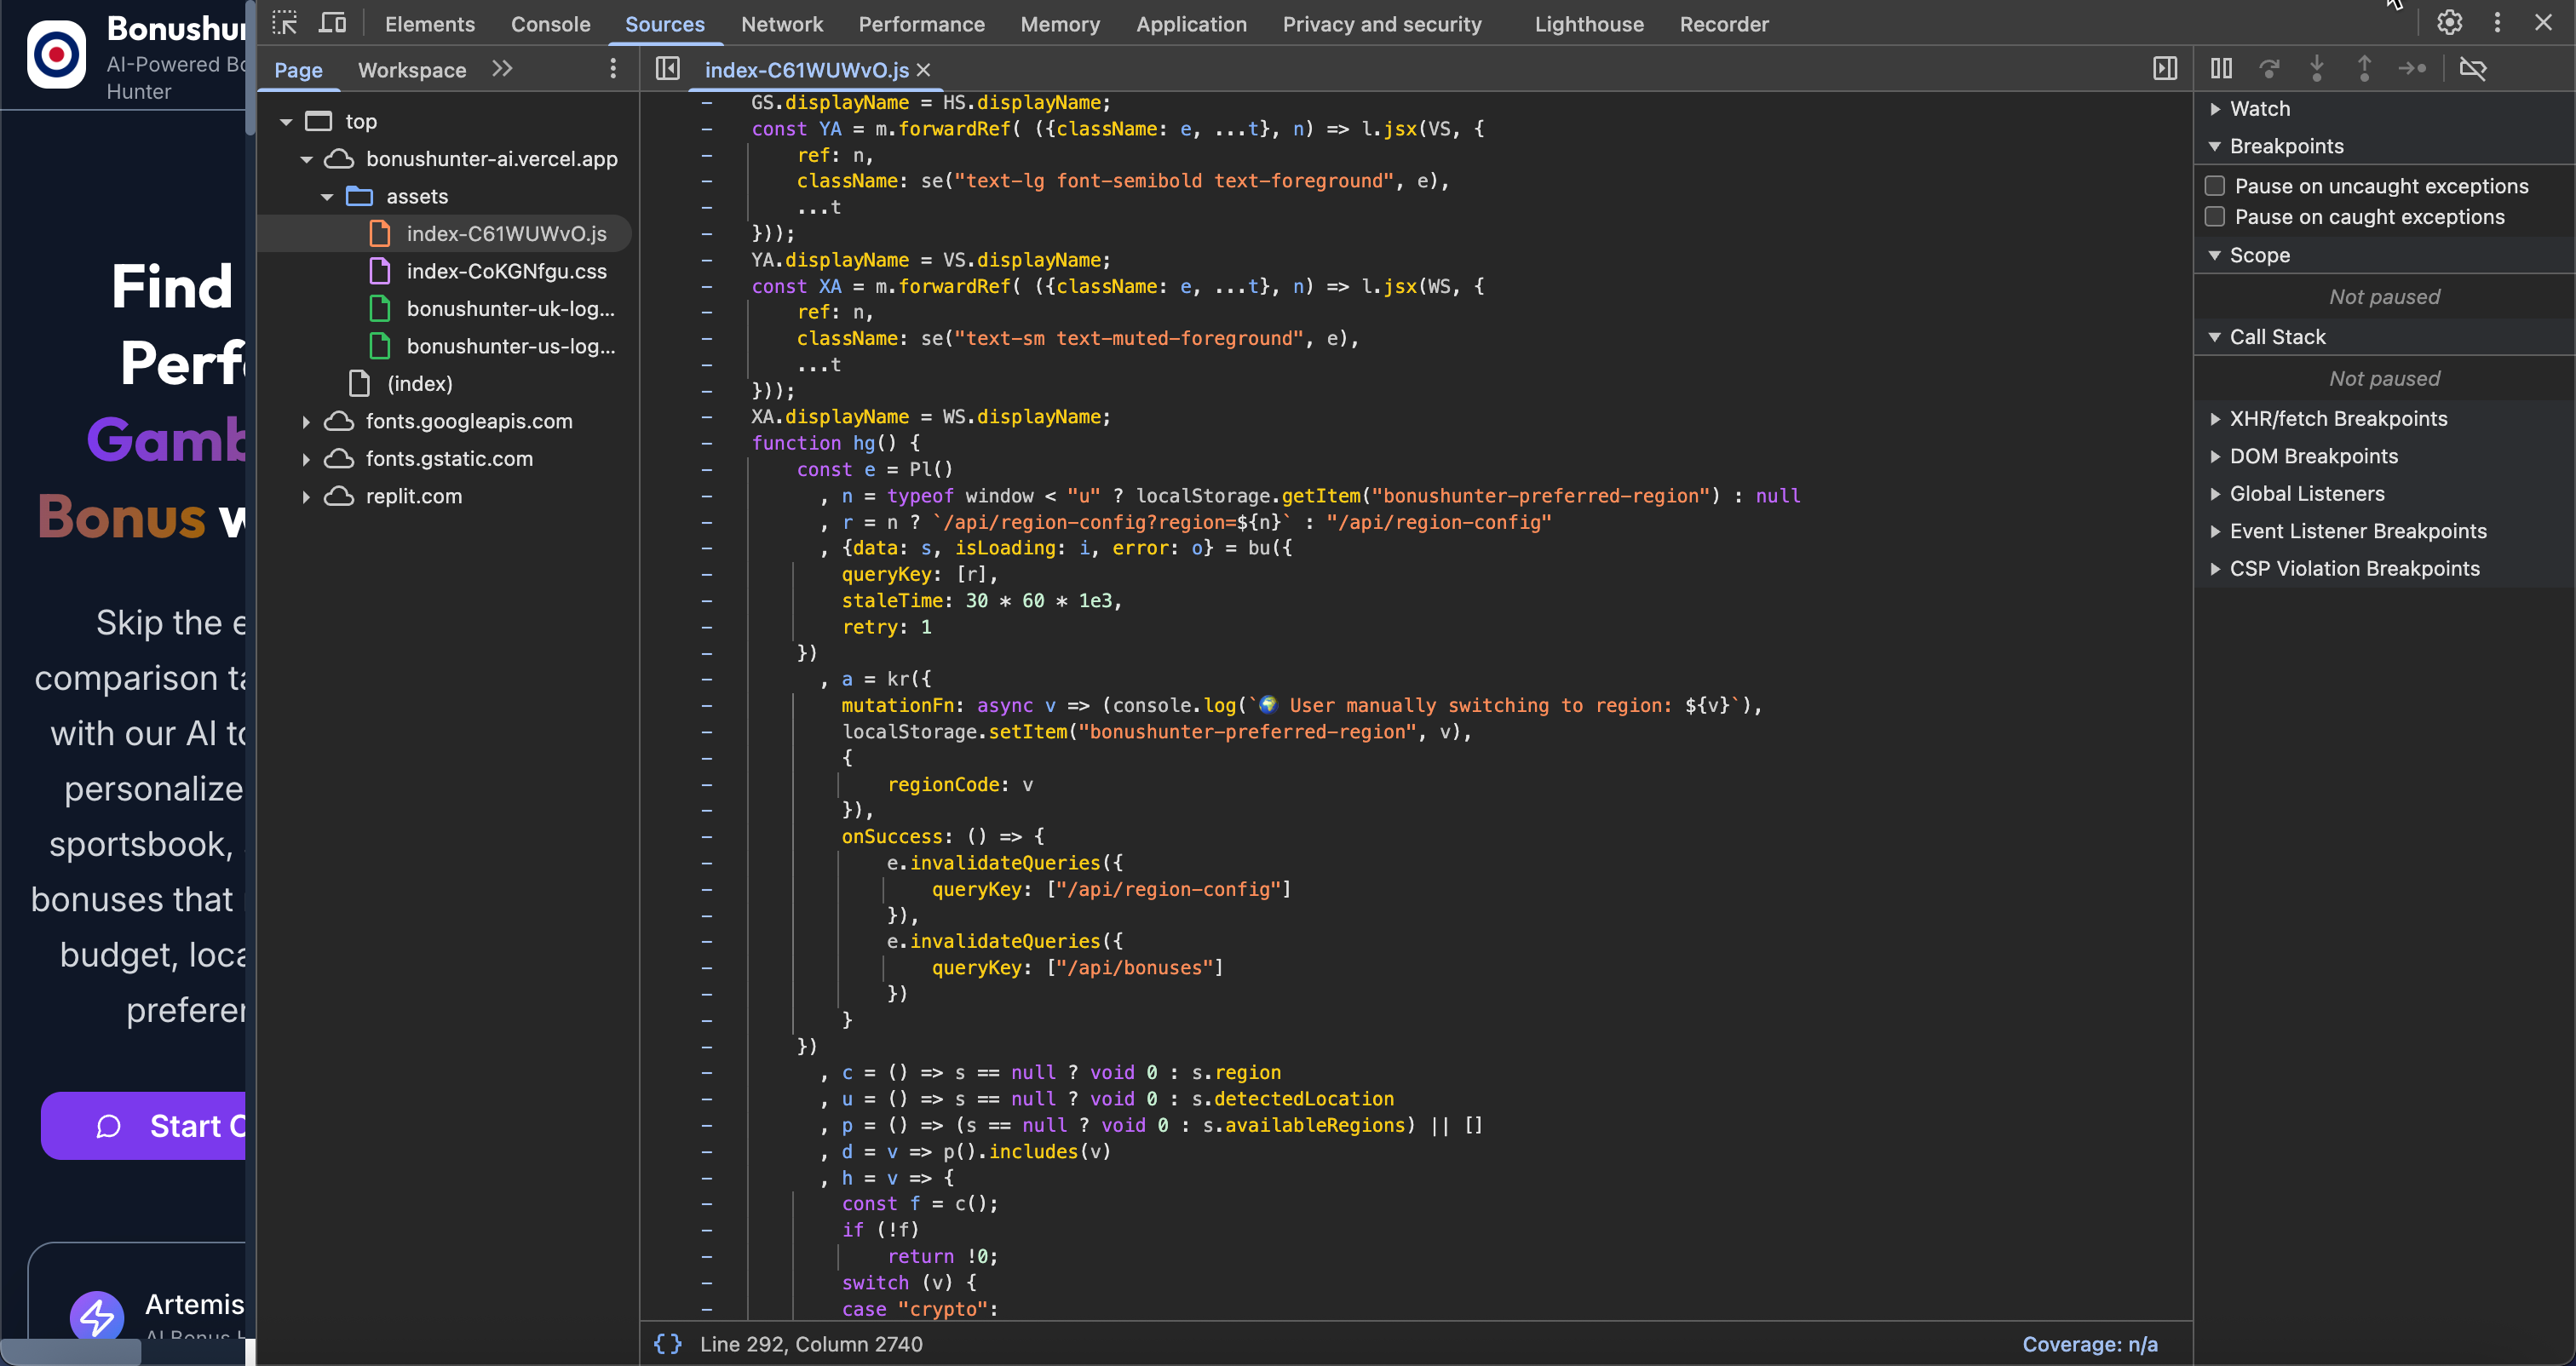 Bonushu
AI-Powered Bo
Hunter
Find
Perf
Gamb
Bonus w
Skip the e
comparison ta
with our AI to
personalize
sportsbook,
bonuses that
budget, loca
prefere
Start C
Artemis
AI Bonus H
Elements Console Sources Network Performance Memory Application Privacy and security Lighthouse Recorder
Page Workspace
top
bonushunter-ai.vercel.app
assets
index-C61WUWvO.js
index-CoKGNfgu.css
bonushunter-uk-log...
bonushunter-us-log...
(index)
fonts.googleapis.com
fonts.gstatic.com
replit.com
index-C61WUWvO.js
GS.displayName = HS.displayName;
const YA = m.forwardRef( ({className: e, ...t}, n) => l.jsx(VS, {
ref: n,
className: se("text-lg font-semibold text-foreground", e),
...t
}));
YA.displayName = VS.displayName;
const XA = m.forwardRef( ({className: e, ...t}, n) => l.jsx(WS, {
ref: n,
className: se("text-sm text-muted-foreground", e),
...t
}));
XA.displayName = WS.displayName;
function hg() {
const e = Pl()
, n = typeof window < "u" ? localStorage.getItem("bonushunter-preferred-region") : null
, r = n ? `/api/region-config?region=${n}` : "/api/region-config"
, {data: s, isLoading: i, error: o} = bu({
queryKey: [r],
staleTime: 30 * 60 * 1e3,
retry: 1
})
, a = kr({
mutationFn: async v => (console.log(`🌍 User manually switching to region: ${v}`),
localStorage.setItem("bonushunter-preferred-region", v),
{
regionCode: v
}),
onSuccess: () => {
e.invalidateQueries({
queryKey: ["/api/region-config"]
}),
e.invalidateQueries({
queryKey: ["/api/bonuses"]
})
}
})
, c = () => s == null ? void 0 : s.region
, u = () => s == null ? void 0 : s.detectedLocation
, p = () => (s == null ? void 0 : s.availableRegions) || []
, d = v => p().includes(v)
, h = v => {
const f = c();
if (!f)
return !0;
switch (v) {
case "crypto":
{} Line 292, Column 2740
Coverage: n/a
Watch
Breakpoints
Pause on uncaught exceptions
Pause on caught exceptions
Scope
Not paused
Call Stack
Not paused
XHR/fetch Breakpoints
DOM Breakpoints
Global Listeners
Event Listener Breakpoints
CSP Violation Breakpoints